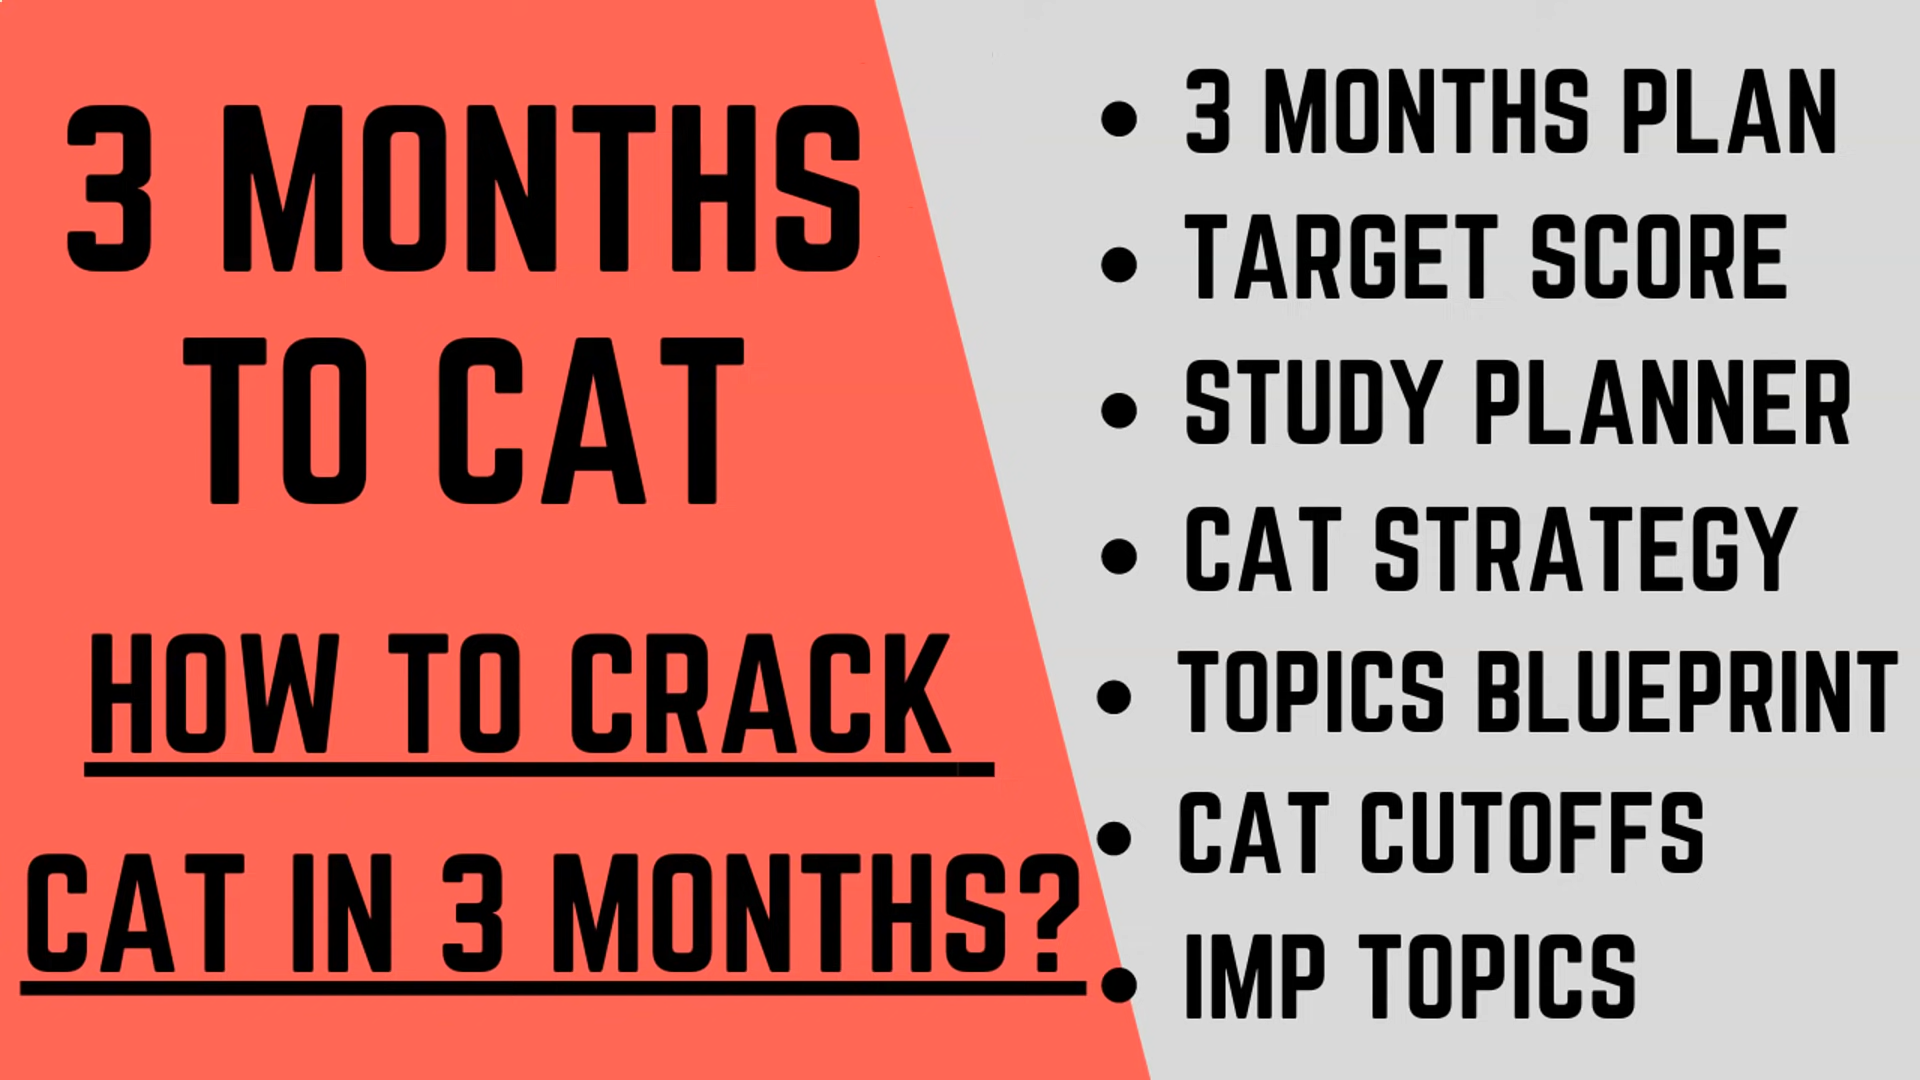 3 MONTHS
TO CAT
HOW TO CRACK
CAT IN 3 MONTHS?
• 3 MONTHS PLAN
• TARGET SCORE
• STUDY PLANNER
• CAT STRATEGY
• TOPICS BLUEPRINT
• CAT CUTOFFS
• IMP TOPICS